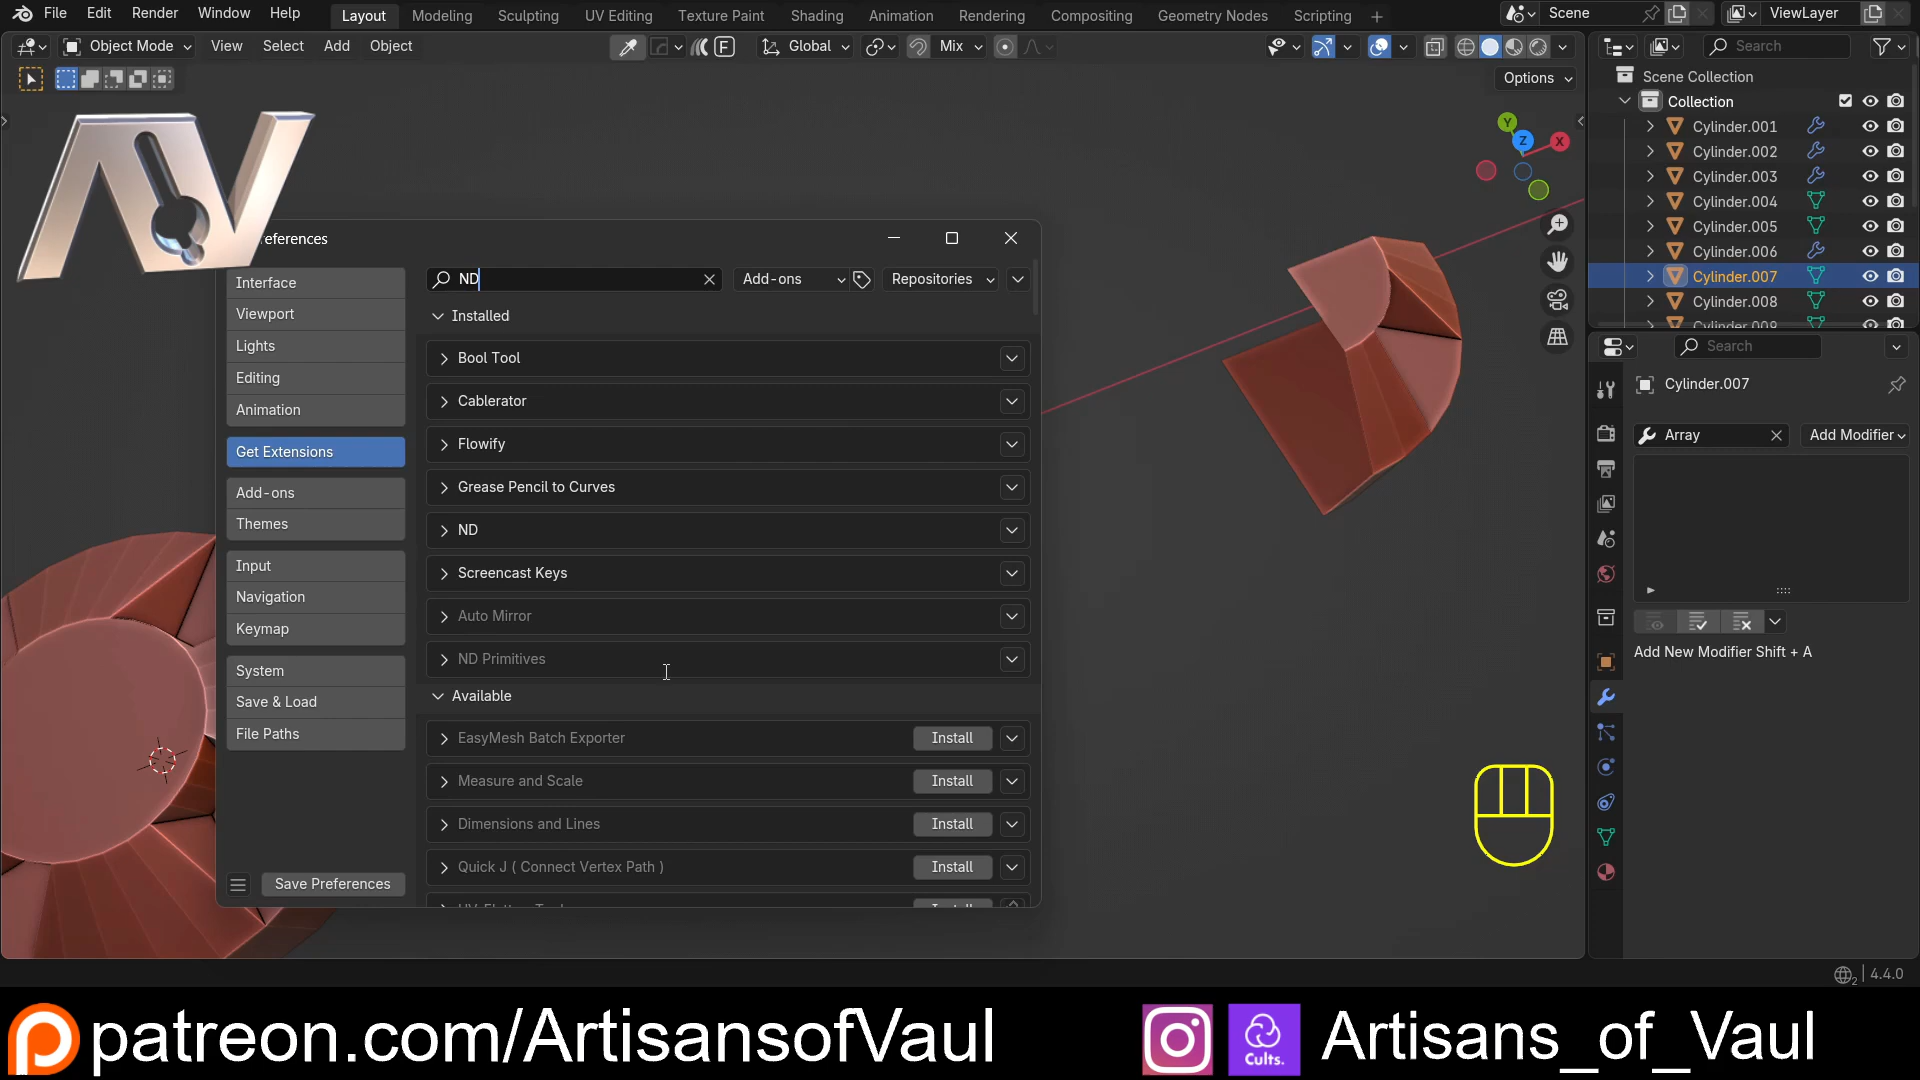 File Edit Render Window Help Layout Modeling Sculpting UV Editing Texture Paint Shading Animation Rendering Compositing Geometry Nodes Scripting + Scene ViewLayer
Object Mode View Select Add Object F Global Mix Search
Options
Scene Collection
Collection
Cylinder.001
Cylinder.002
Cylinder.003
Cylinder.004
Cylinder.005
Cylinder.006
Cylinder.007
Cylinder.008
Y
Z
X
AV
eferences
Interface
Viewport
Lights
Editing
Animation
Get Extensions
Add-ons
Themes
Input
Navigation
Keymap
System
Save & Load
File Paths
Save Preferences
ND Add-ons Repositories
Installed
Bool Tool
Cablerator
Flowify
Grease Pencil to Curves
ND
Screencast Keys
Auto Mirror
ND Primitives
Available
EasyMesh Batch Exporter Install
Measure and Scale Install
Dimensions and Lines Install
Quick J ( Connect Vertex Path ) Install
Search
Cylinder.007
Array Add Modifier
Add New Modifier Shift + A
2 4.4.0
patreon.com/ArtisansofVaul
Cults.
Artisans_of_Vaul